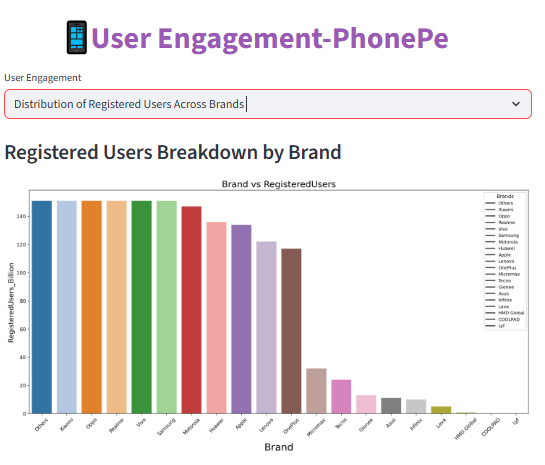 User Engagement-PhonePe
User Engagement
Distribution of Registered Users Across Brands
Registered Users Breakdown by Brand
Brand vs RegisteredUsers
RegisteredUsers_Billion
140
120
100
80
60
40
20
0
Brands
Others
Xiaomi
Oppo
Realme
Vivo
Samsung
Motorola
Huawei
Apple
Lenovo
OnePlus
Micromax
Tecno
Gionee
Asus
Infinix
Lava
HMD Global
COOLPAD
Lyf
Others
Xiaomi
Oppo
Realme
Vivo
Samsung
Motorola
Huawei
Apple
Lenovo
OnePlus
Micromax
Tecno
Gionee
Asus
Infinix
Lava
HMD Global
COOLPAD
Lyf
Brand